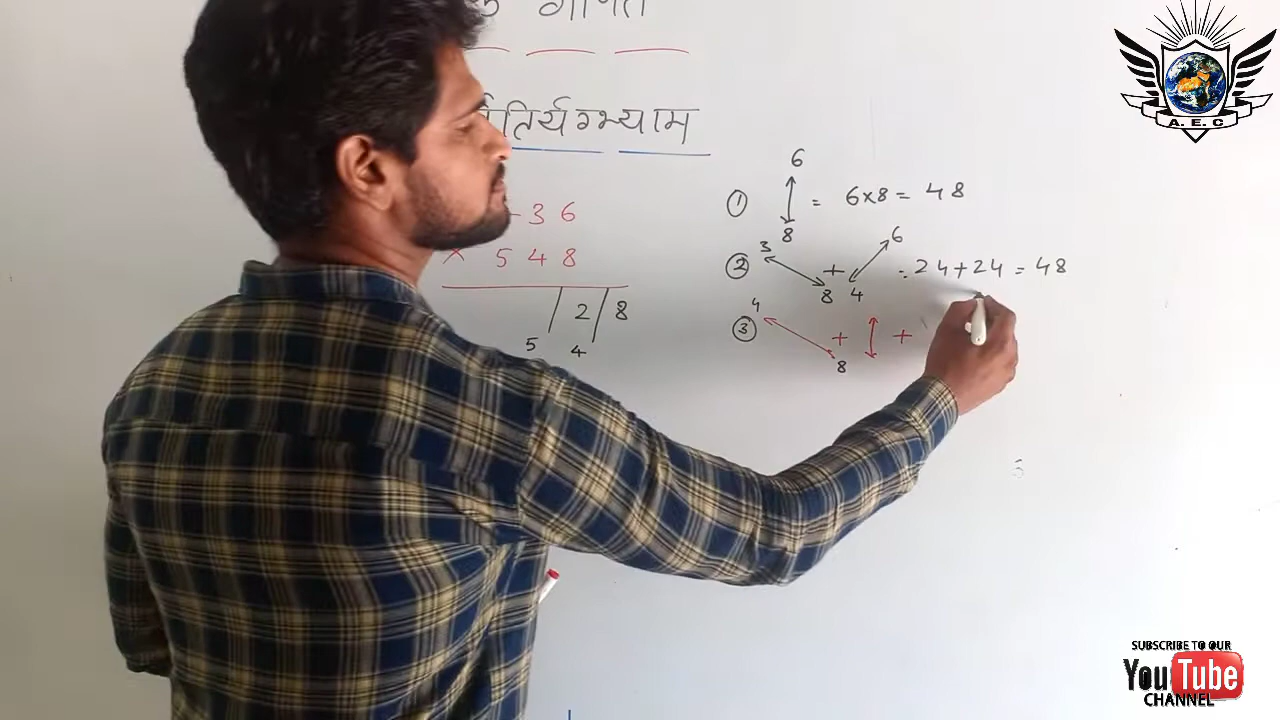 गणित
तिर्यग्भ्याम
36
× 548
5 / 4 2 / 8
① 6 ↕ 8 = 6×8 = 48
② 3 8 + 6 4 = 24+24 = 48
③ 4 8 + ↕ +
A.E.C
SUBSCRIBE TO OUR
YouTube
CHANNEL